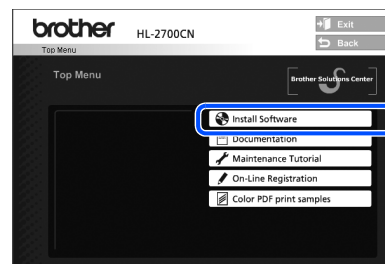 brother
HL-2700CN
Exit
Back
Top Menu
Top Menu
Brother Solutions Center
Install Software
Documentation
Maintenance Tutorial
On-Line Registration
Color PDF print samples